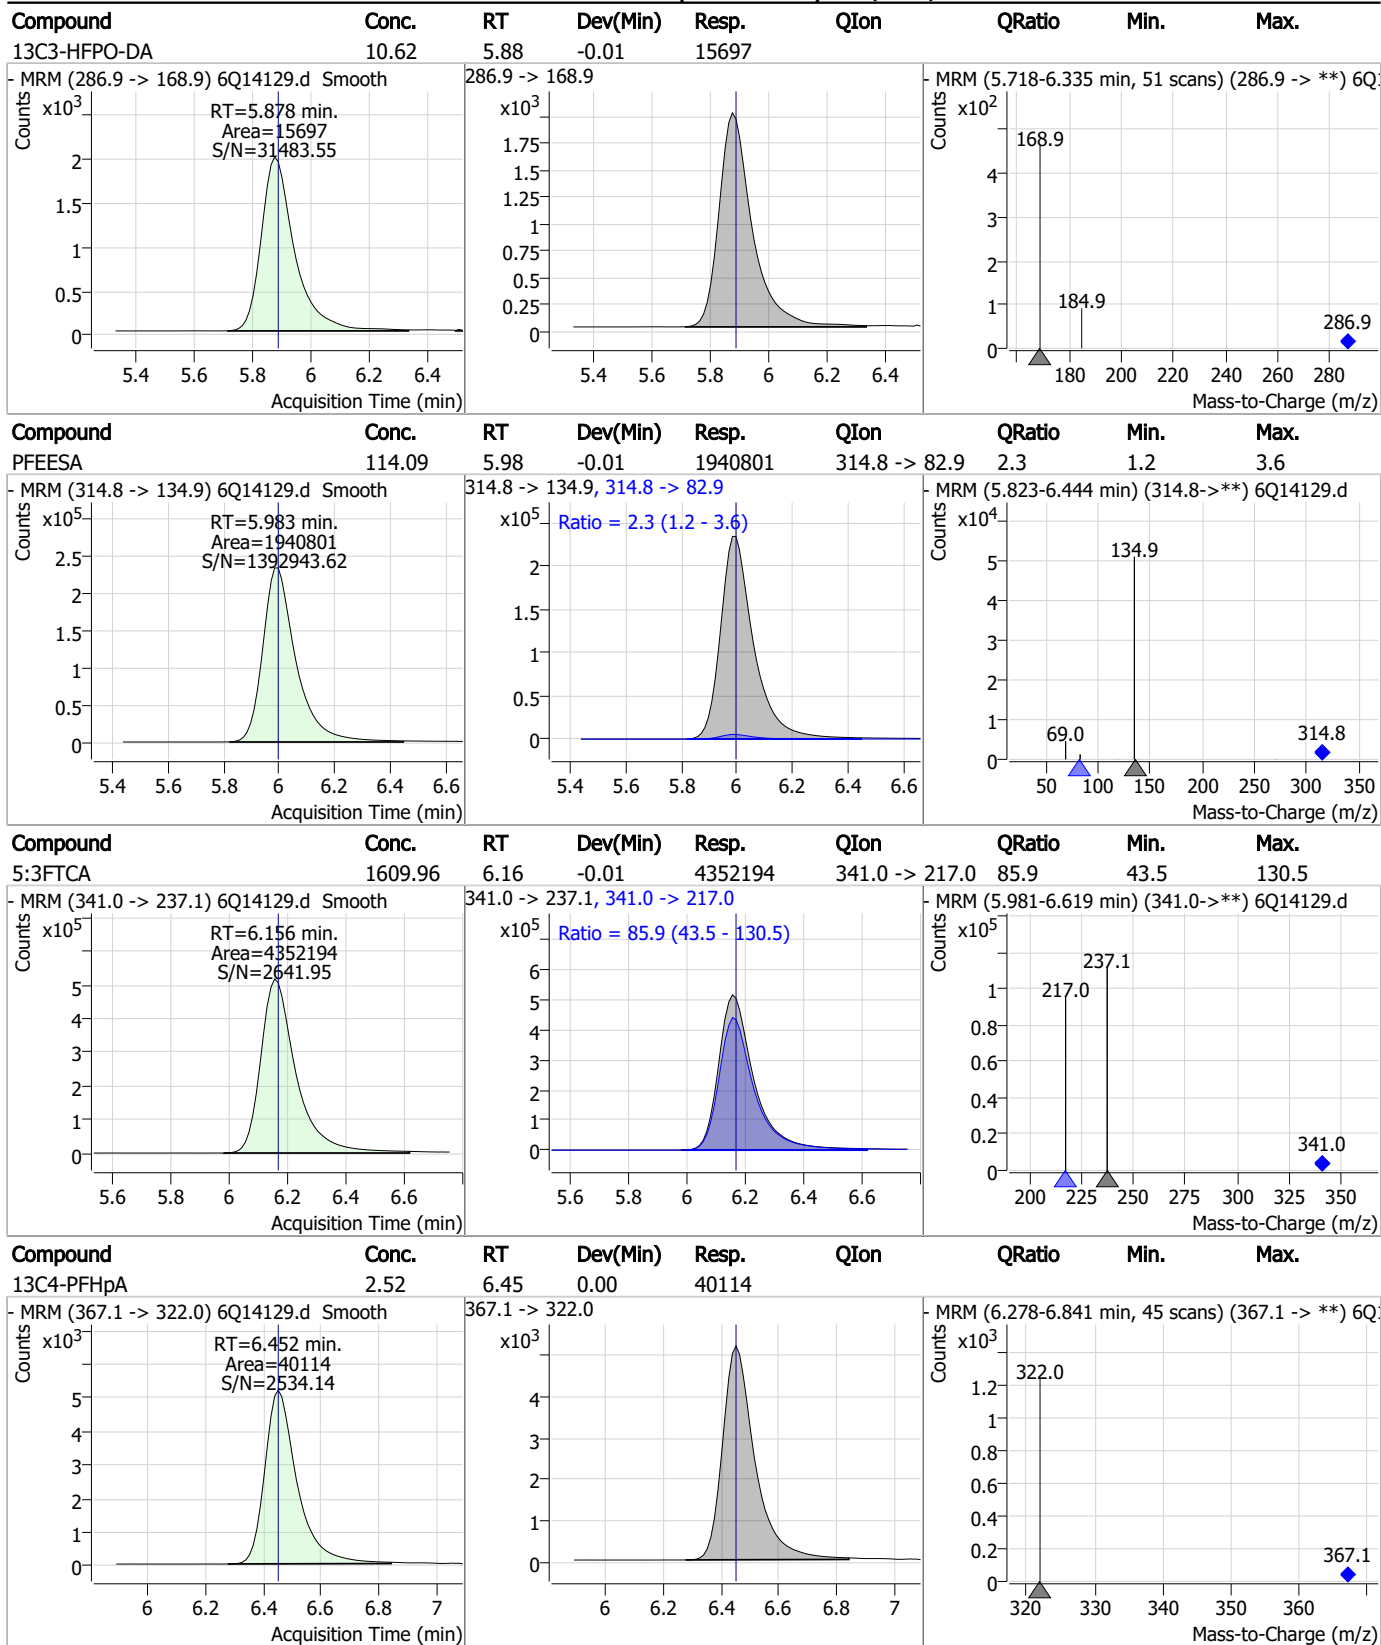 Compound Conc. RT Dev(Min) Resp. QIon QRatio Min. Max.
13C3-HFPO-DA 10.62 5.88 -0.01 15697
- MRM (286.9 -> 168.9) 6Q14129.d Smooth
Counts
x10³
RT=5.878 min.
Area=15697
S/N=31483.55
2
1.5
1
0.5
0
5.4 5.6 5.8 6 6.2 6.4
Acquisition Time (min)
286.9 -> 168.9
x10³
1.75
1.5
1.25
1
0.75
0.5
0.25
0
5.4 5.6 5.8 6 6.2 6.4
- MRM (5.718-6.335 min, 51 scans) (286.9 -> **) 6Q1
Counts
x10²
168.9
184.9
286.9
4
3
2
1
0
180 200 220 240 260 280
Mass-to-Charge (m/z)
Compound Conc. RT Dev(Min) Resp. QIon QRatio Min. Max.
PFEESA 114.09 5.98 -0.01 1940801 314.8 -> 82.9 2.3 1.2 3.6
- MRM (314.8 -> 134.9) 6Q14129.d Smooth
Counts
x10⁵
RT=5.983 min.
Area=1940801
S/N=1392943.62
2.5
2
1.5
1
0.5
0
5.4 5.6 5.8 6 6.2 6.4 6.6
Acquisition Time (min)
314.8 -> 134.9, 314.8 -> 82.9
x10⁵
Ratio = 2.3 (1.2 - 3.6)
2
1.5
1
0.5
0
5.4 5.6 5.8 6 6.2 6.4 6.6
- MRM (5.823-6.444 min) (314.8->**) 6Q14129.d
Counts
x10⁴
134.9
69.0
314.8
5
4
3
2
1
0
50 100 150 200 250 300 350
Mass-to-Charge (m/z)
Compound Conc. RT Dev(Min) Resp. QIon QRatio Min. Max.
5:3FTCA 1609.96 6.16 -0.01 4352194 341.0 -> 217.0 85.9 43.5 130.5
- MRM (341.0 -> 237.1) 6Q14129.d Smooth
Counts
x10⁵
RT=6.156 min.
Area=4352194
S/N=2641.95
5
4
3
2
1
0
5.6 5.8 6 6.2 6.4 6.6
Acquisition Time (min)
341.0 -> 237.1, 341.0 -> 217.0
x10⁵
Ratio = 85.9 (43.5 - 130.5)
6
5
4
3
2
1
0
5.6 5.8 6 6.2 6.4 6.6
- MRM (5.981-6.619 min) (341.0->**) 6Q14129.d
Counts
x10⁵
237.1
217.0
341.0
1
0.8
0.6
0.4
0.2
0
200 225 250 275 300 325 350
Mass-to-Charge (m/z)
Compound Conc. RT Dev(Min) Resp. QIon QRatio Min. Max.
13C4-PFHpA 2.52 6.45 0.00 40114
- MRM (367.1 -> 322.0) 6Q14129.d Smooth
Counts
x10³
RT=6.452 min.
Area=40114
S/N=2534.14
5
4
3
2
1
0
6 6.2 6.4 6.6 6.8 7
Acquisition Time (min)
367.1 -> 322.0
x10³
4
3
2
1
0
6 6.2 6.4 6.6 6.8 7
- MRM (6.278-6.841 min, 45 scans) (367.1 -> **) 6Q1
Counts
x10³
322.0
367.1
1.2
1
0.8
0.6
0.4
0.2
0
320 330 340 350 360
Mass-to-Charge (m/z)